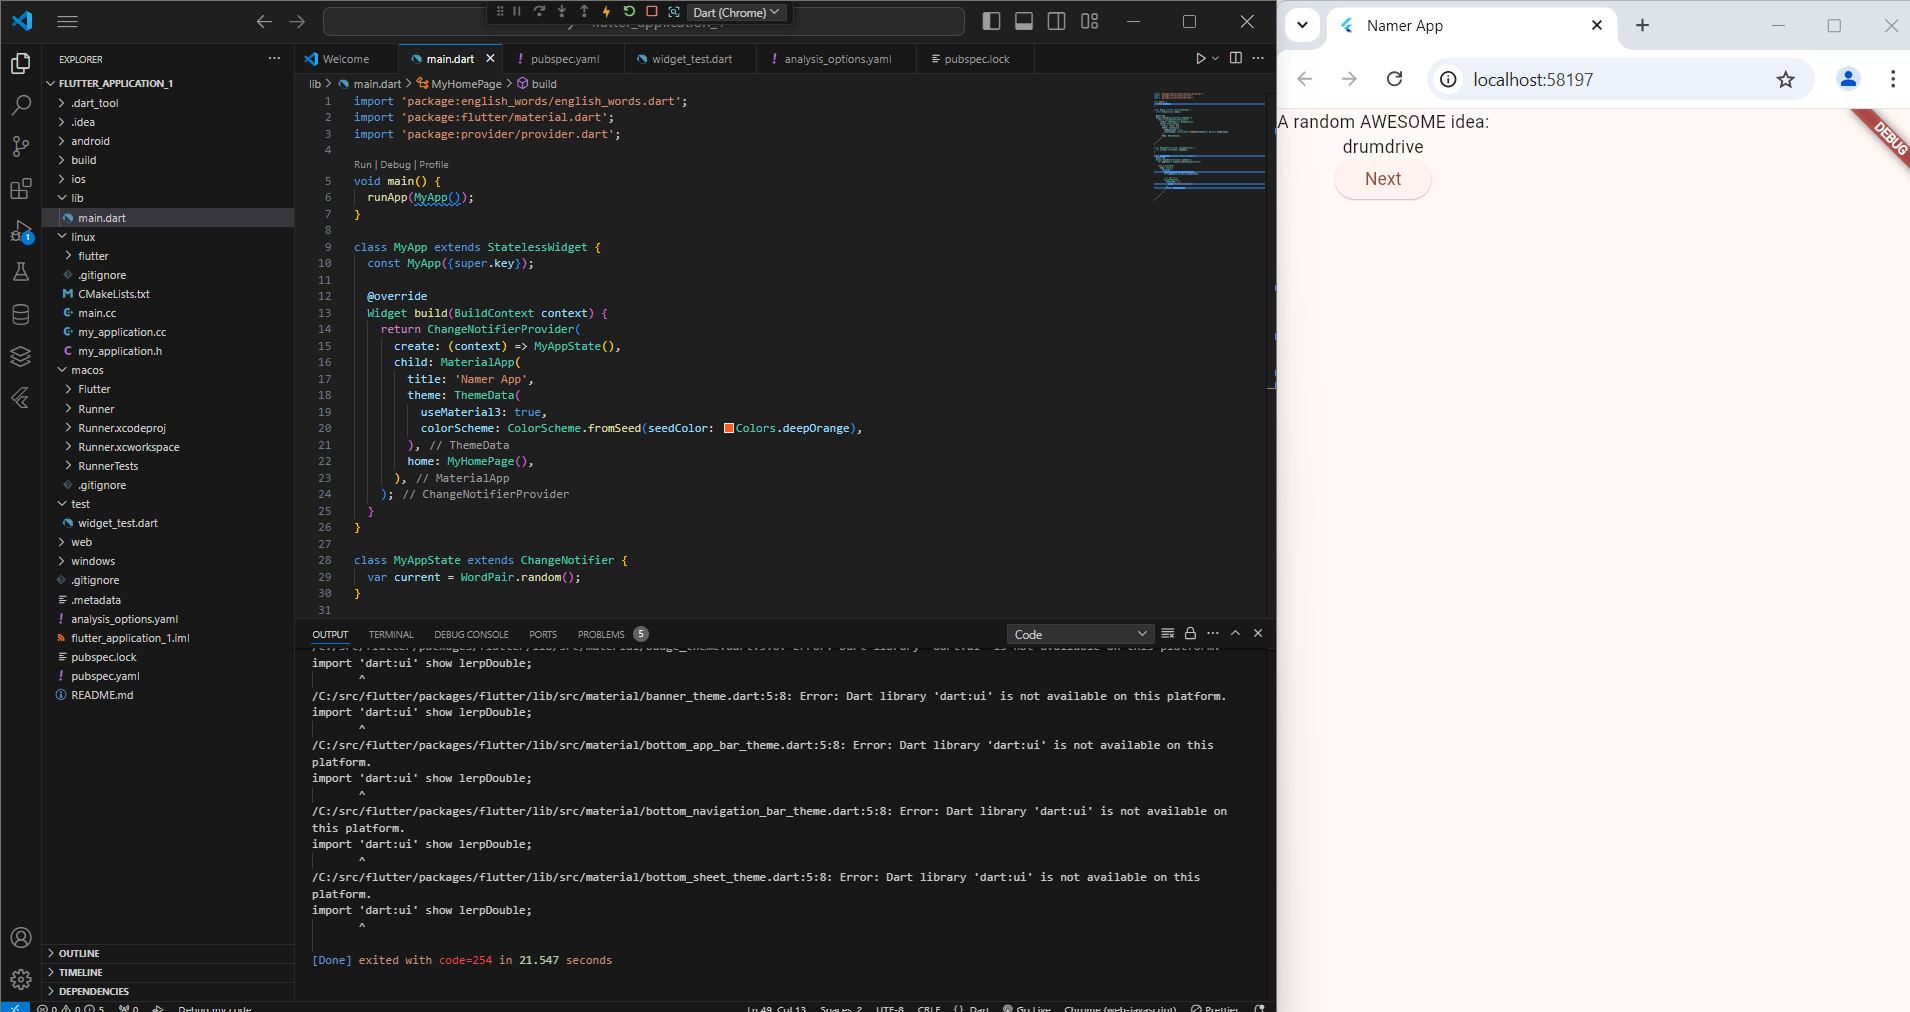 Dart (Chrome)
Namer App
localhost:58197
EXPLORER
Welcome
main.dart
pubspec.yaml
widget_test.dart
analysis_options.yaml
pubspec.lock
lib > main.dart > MyHomePage > build
FLUTTER_APPLICATION_1
.dart_tool
.idea
android
build
ios
lib
main.dart
linux
flutter
.gitignore
CMakeLists.txt
main.cc
my_application.cc
my_application.h
macos
Flutter
Runner
Runner.xcodeproj
Runner.xcworkspace
RunnerTests
.gitignore
test
widget_test.dart
web
windows
.gitignore
.metadata
analysis_options.yaml
flutter_application_1.iml
pubspec.lock
pubspec.yaml
README.md
OUTLINE
TIMELINE
DEPENDENCIES
1 import 'package:english_words/english_words.dart';
2 import 'package:flutter/material.dart';
3 import 'package:provider/provider.dart';
4
Run | Debug | Profile
5 void main() {
6 runApp(MyApp());
7 }
8
9 class MyApp extends StatelessWidget {
10 const MyApp({super.key});
11
12 @override
13 Widget build(BuildContext context) {
14 return ChangeNotifierProvider(
15 create: (context) => MyAppState(),
16 child: MaterialApp(
17 title: 'Namer App',
18 theme: ThemeData(
19 useMaterial3: true,
20 colorScheme: ColorScheme.fromSeed(seedColor: Colors.deepOrange),
21 ), // ThemeData
22 home: MyHomePage(),
23 ), // MaterialApp
24 ); // ChangeNotifierProvider
25 }
26 }
27
28 class MyAppState extends ChangeNotifier {
29 var current = WordPair.random();
30 }
31
OUTPUT TERMINAL DEBUG CONSOLE PORTS PROBLEMS 5
Code
import 'dart:ui' show lerpDouble;
^
/C:/src/flutter/packages/flutter/lib/src/material/banner_theme.dart:5:8: Error: Dart library 'dart:ui' is not available on this platform.
import 'dart:ui' show lerpDouble;
^
/C:/src/flutter/packages/flutter/lib/src/material/bottom_app_bar_theme.dart:5:8: Error: Dart library 'dart:ui' is not available on this
platform.
import 'dart:ui' show lerpDouble;
^
/C:/src/flutter/packages/flutter/lib/src/material/bottom_navigation_bar_theme.dart:5:8: Error: Dart library 'dart:ui' is not available on
this platform.
import 'dart:ui' show lerpDouble;
^
/C:/src/flutter/packages/flutter/lib/src/material/bottom_sheet_theme.dart:5:8: Error: Dart library 'dart:ui' is not available on this
platform.
import 'dart:ui' show lerpDouble;
^
[Done] exited with code=254 in 21.547 seconds
A random AWESOME idea:
drumdrive
Next
DEBUG